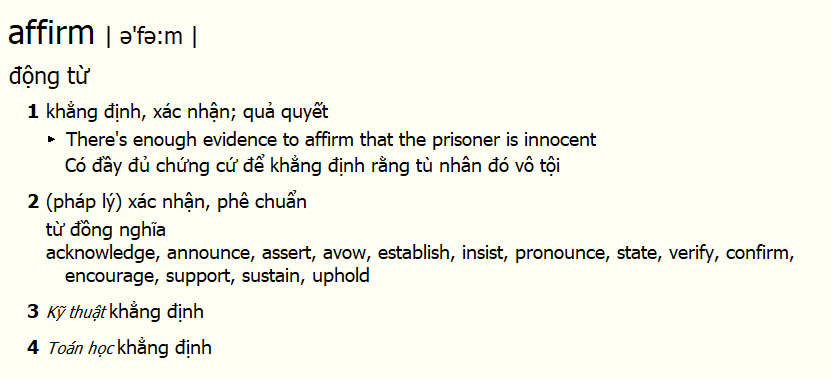 affirm | ə'fə:m |
động từ
1 khẳng định, xác nhận; quả quyết
▸ There's enough evidence to affirm that the prisoner is innocent
Có đầy đủ chứng cứ để khẳng định rằng tù nhân đó vô tội
2 (pháp lý) xác nhận, phê chuẩn
từ đồng nghĩa
acknowledge, announce, assert, avow, establish, insist, pronounce, state, verify, confirm,
encourage, support, sustain, uphold
3 Kỹ thuật khẳng định
4 Toán học khẳng định